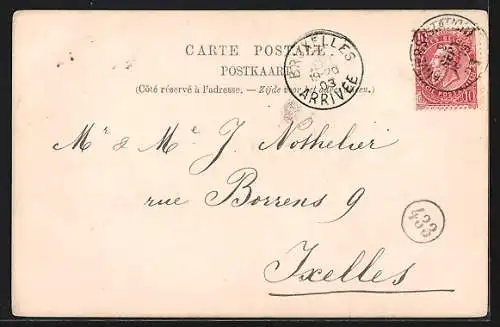 CARTE POSTALE
POSTKAART
(Côté réservé à l'adresse. — Zijde voor
BRUXELLES
03
ARRIVÉE
10
Mr & Me J. Nothelier
rue Borrens 9
433
Ixelles